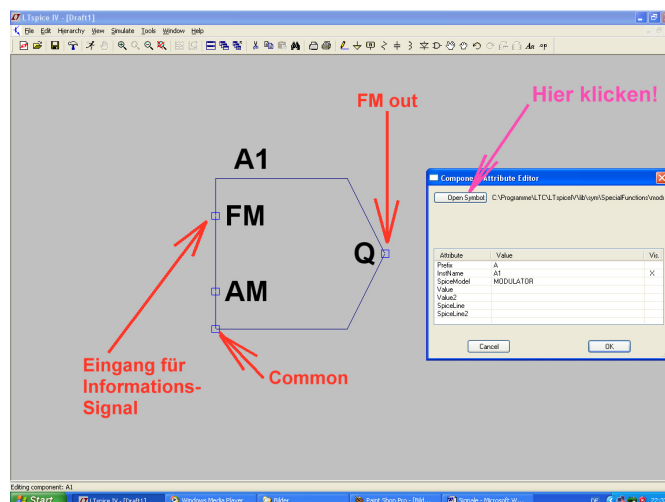 LTspice IV - [Draft1]
File Edit Hierarchy View Simulate Tools Window Help
FM out
Hier klicken!
A1
Component Attribute Editor
Open Symbol C:\Programme\LTC\LTspiceIV\lib\sym\SpecialFunctions\mod
FM
Q
AM
Attribute Value Vis.
Prefix A
InstName A1 X
SpiceModel MODULATOR
Value
Value2
SpiceLine
SpiceLine2
Cancel OK
Eingang für
Informations-
Signal
Common
Editing component: A1
Start LTspice IV - [Draft1] Windows Media Player Bilder Paint Shop Pro - [Bild... Signale - Microsoft W... DE